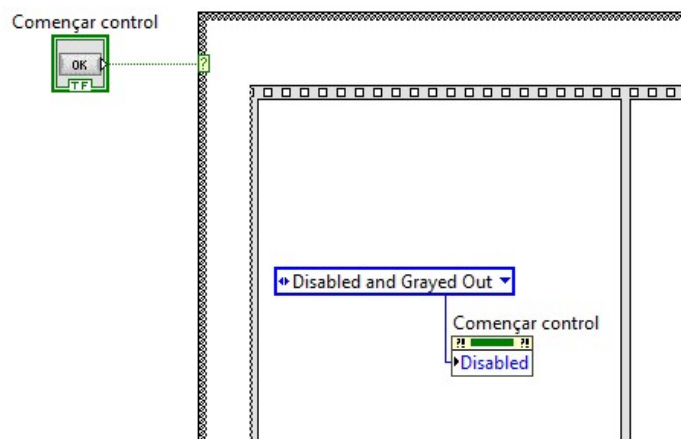 Començar control
OK
TF
?
Disabled and Grayed Out
Començar control
?! ?!
Disabled